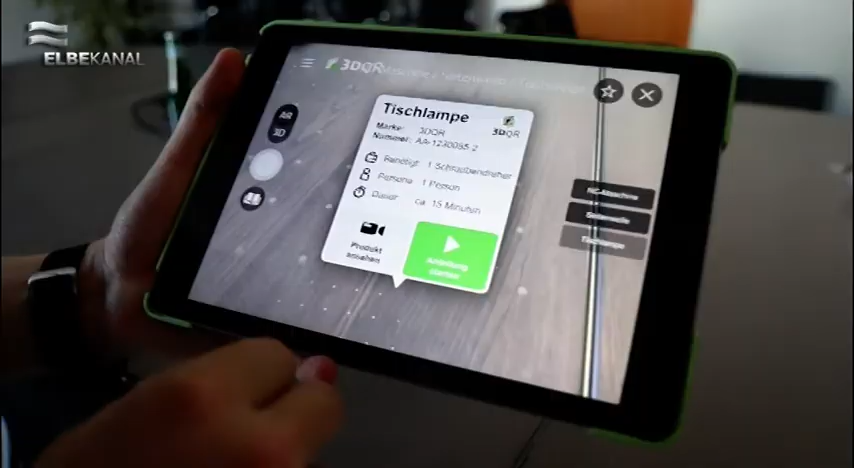 ELBEKANAL
3DQR
AR
3D
Tischlampe
3DQR
Marke: 3DQR
Nummer: AA-1230095-2
Benötigt 1 Schraubendreher
Persona 1 Person
Dauer ca. 15 Minuten
Produkt
ansehen
Anleitung
starten
Tischlampe